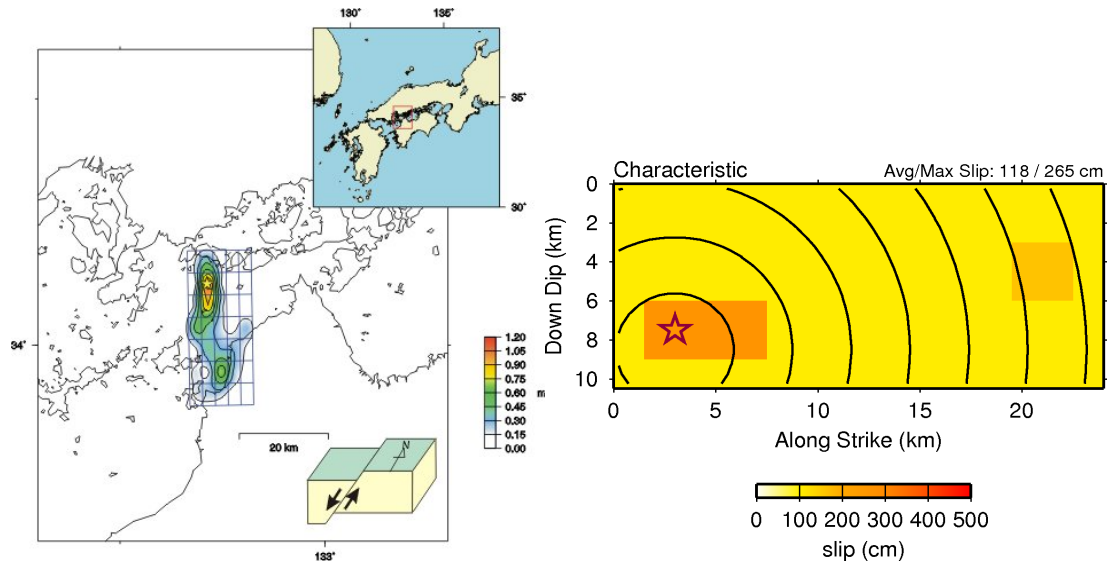 130° 135°
35°
30°
34°
133°
1.20
1.05
0.90
0.75
0.60
0.45
0.30
0.15
0.00
m
20 km
N
Characteristic Avg/Max Slip: 118 / 265 cm
0
2
4
6
8
10
Down Dip (km)
0 5 10 15 20
Along Strike (km)
0 100 200 300 400 500
slip (cm)